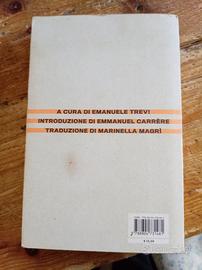 A CURA DI EMANUELE TREVI
INTRODUZIONE DI EMMANUEL CARRÈRE
TRADUZIONE DI MARINELLA MAGRÌ